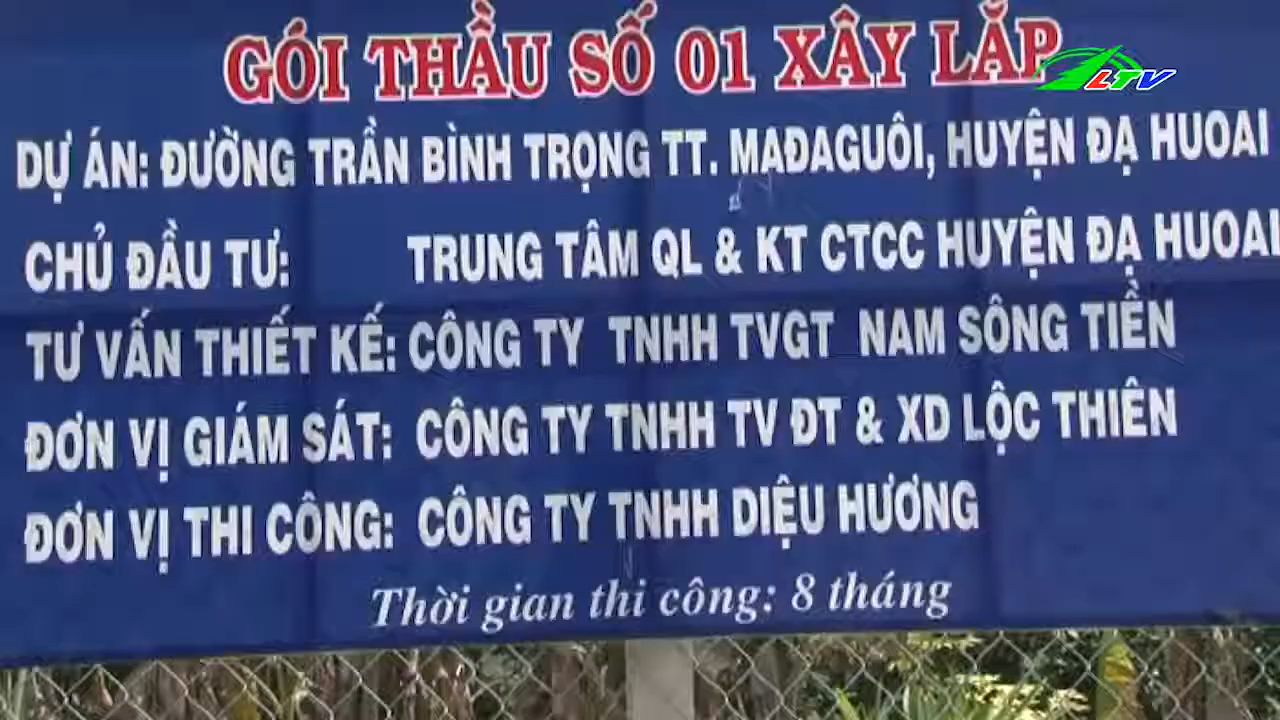 GÓI THẦU SỐ 01 XÂY LẮP
LTV
DỰ ÁN: ĐƯỜNG TRẦN BÌNH TRỌNG TT. MAĐAGUÔI, HUYỆN ĐẠ HUOAI
CHỦ ĐẦU TƯ: TRUNG TÂM QL & KT CTCC HUYỆN ĐẠ HUOAI
TƯ VẤN THIẾT KẾ: CÔNG TY TNHH TVGT NAM SÔNG TIỀN
ĐƠN VỊ GIÁM SÁT: CÔNG TY TNHH TV ĐT & XD LỘC THIÊN
ĐƠN VỊ THI CÔNG: CÔNG TY TNHH DIỆU HƯƠNG
Thời gian thi công: 8 tháng